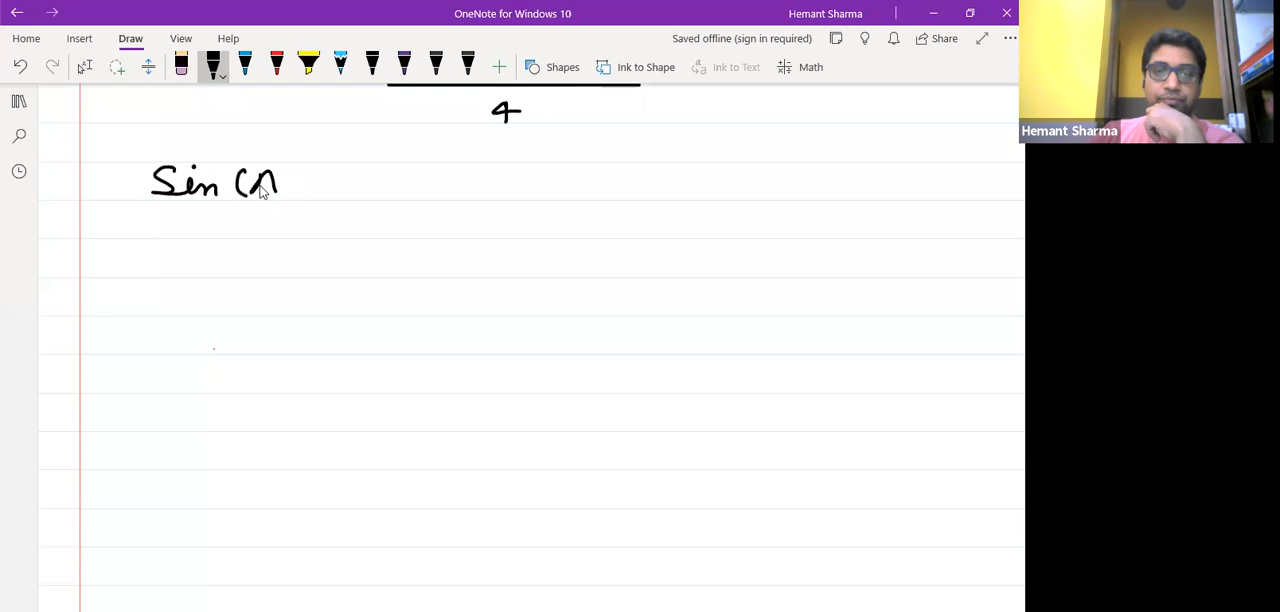 OneNote for Windows 10
Hemant Sharma
Home Insert Draw View Help
Saved offline (sign in required)
Share
Shapes
Ink to Shape
Ink to Text
Math
Hemant Sharma
4
Sin (A